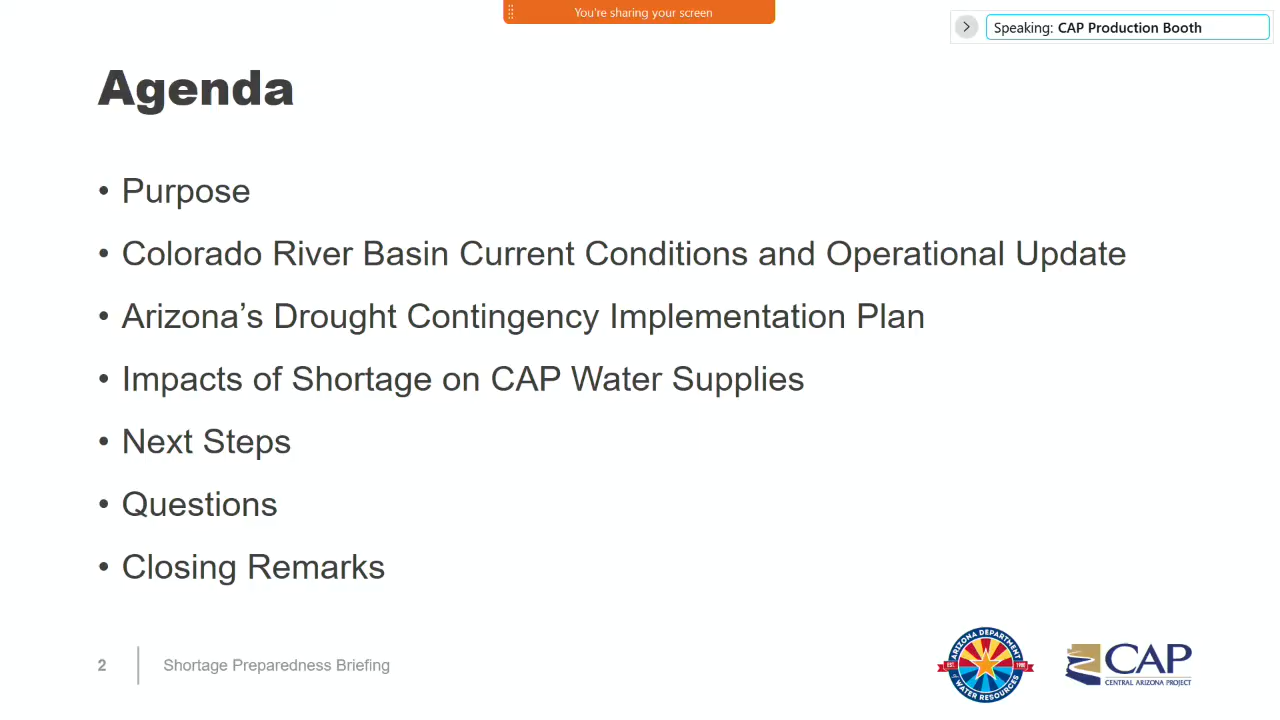 You're sharing your screen
Speaking: CAP Production Booth
Agenda
• Purpose
• Colorado River Basin Current Conditions and Operational Update
• Arizona’s Drought Contingency Implementation Plan
• Impacts of Shortage on CAP Water Supplies
• Next Steps
• Questions
• Closing Remarks
2
Shortage Preparedness Briefing
ARIZONA DEPARTMENT
of WATER RESOURCES
EST.
1980
CAP
CENTRAL ARIZONA PROJECT